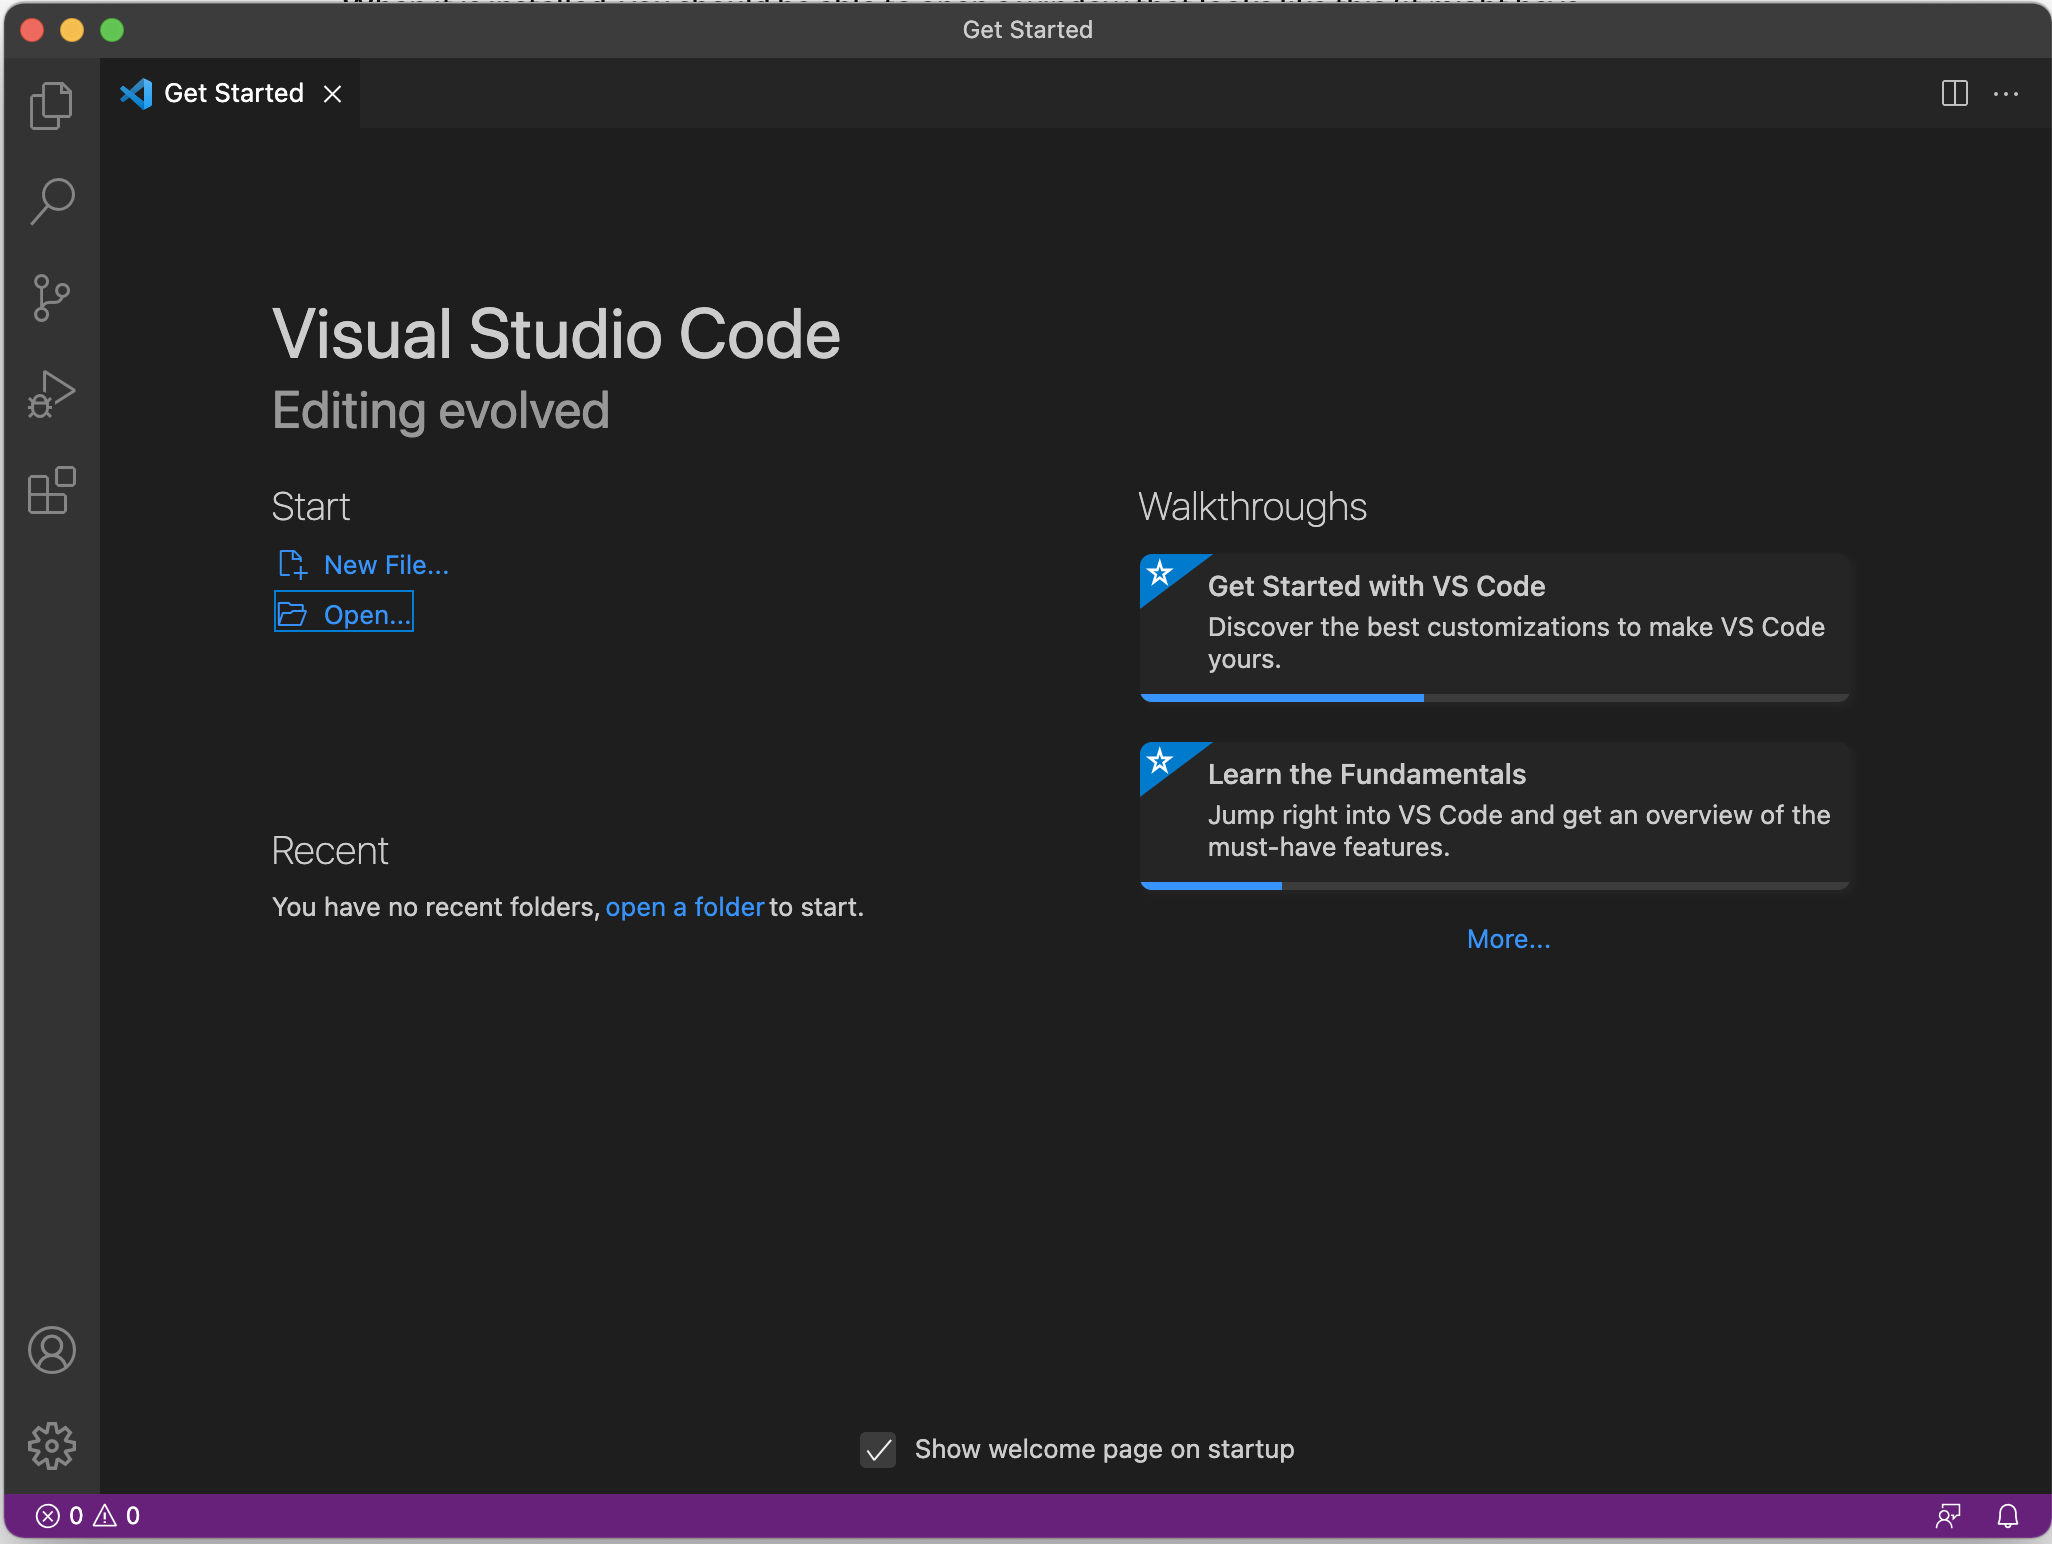 Get Started
Get Started
Visual Studio Code
Editing evolved
Start
New File...
Open...
Recent
You have no recent folders, open a folder to start.
Walkthroughs
Get Started with VS Code
Discover the best customizations to make VS Code
yours.
Learn the Fundamentals
Jump right into VS Code and get an overview of the
must-have features.
More...
Show welcome page on startup
0 0